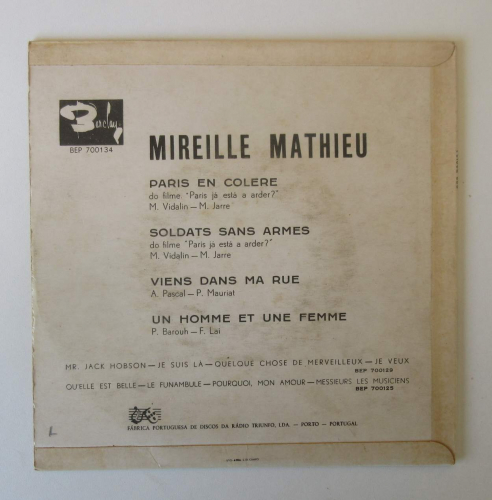 Barclay
BEP 700134
MIREILLE MATHIEU
PARIS EN COLERE
do filme "Paris já está a arder?"
M. Vidalin — M. Jarre
SOLDATS SANS ARMES
do filme "Paris já está a arder?"
M. Vidalin — M. Jarre
VIENS DANS MA RUE
A. Pascal — P. Mauriat
UN HOMME ET UNE FEMME
P. Barouh — F. Lai
MR. JACK HOBSON — JE SUIS LÀ — QUELQUE CHOSE DE MERVEILLEUX — JE VEUX
BEP 700129
QU'ELLE EST BELLE — LE FUNAMBULE — POURQUOI, MON AMOUR — MESSIEURS LES MUSICIENS
BEP 700125
FÁBRICA PORTUGUESA DE DISCOS DA RÁDIO TRIUNFO, LDA. — PORTO — PORTUGAL